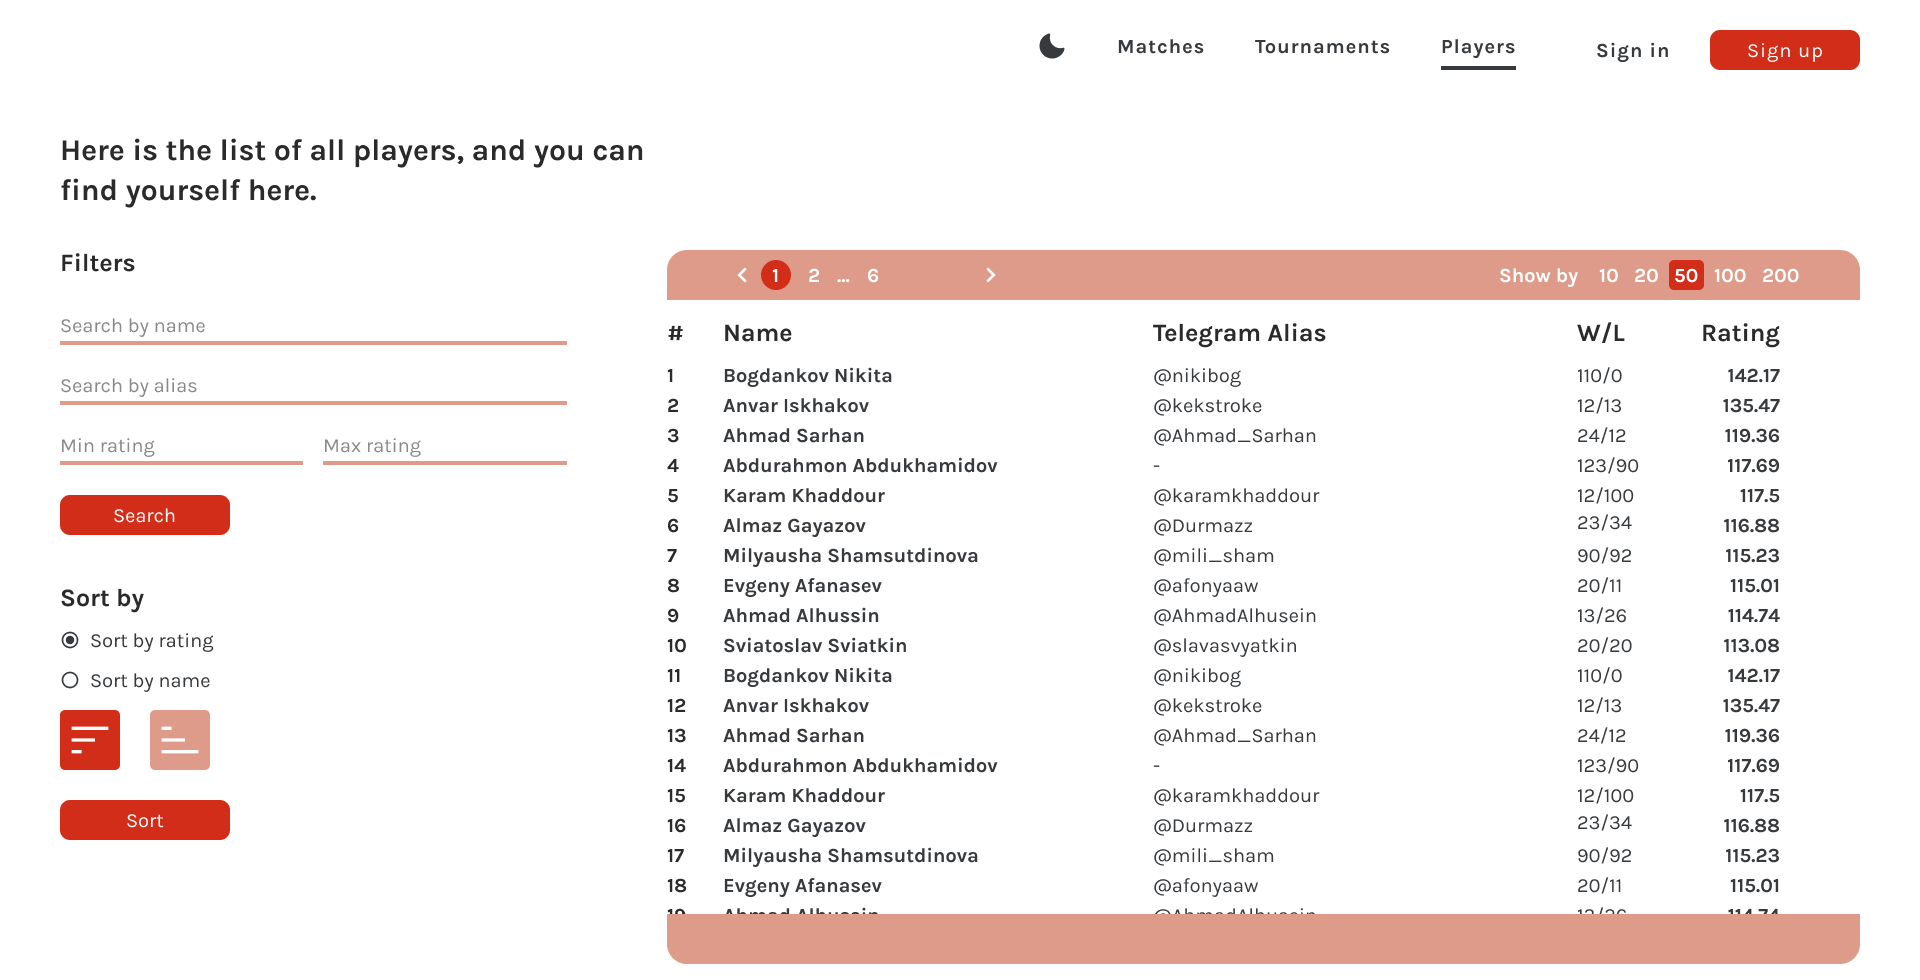 Matches Tournaments Players Sign in Sign up
Here is the list of all players, and you can
find yourself here.
Filters
Search by name
Search by alias
Min rating Max rating
Search
Sort by
Sort by rating
Sort by name
Sort
1 2 ... 6 Show by 10 20 50 100 200
# Name Telegram Alias W/L Rating
1 Bogdankov Nikita @nikibog 110/0 142.17
2 Anvar Iskhakov @kekstroke 12/13 135.47
3 Ahmad Sarhan @Ahmad_Sarhan 24/12 119.36
4 Abdurahmon Abdukhamidov - 123/90 117.69
5 Karam Khaddour @karamkhaddour 12/100 117.5
6 Almaz Gayazov @Durmazz 23/34 116.88
7 Milyausha Shamsutdinova @mili_sham 90/92 115.23
8 Evgeny Afanasev @afonyaaw 20/11 115.01
9 Ahmad Alhussin @AhmadAlhusein 13/26 114.74
10 Sviatoslav Sviatkin @slavasvyatkin 20/20 113.08
11 Bogdankov Nikita @nikibog 110/0 142.17
12 Anvar Iskhakov @kekstroke 12/13 135.47
13 Ahmad Sarhan @Ahmad_Sarhan 24/12 119.36
14 Abdurahmon Abdukhamidov - 123/90 117.69
15 Karam Khaddour @karamkhaddour 12/100 117.5
16 Almaz Gayazov @Durmazz 23/34 116.88
17 Milyausha Shamsutdinova @mili_sham 90/92 115.23
18 Evgeny Afanasev @afonyaaw 20/11 115.01
19 Ahmad Alhussin @AhmadAlhusein 13/26 114.74